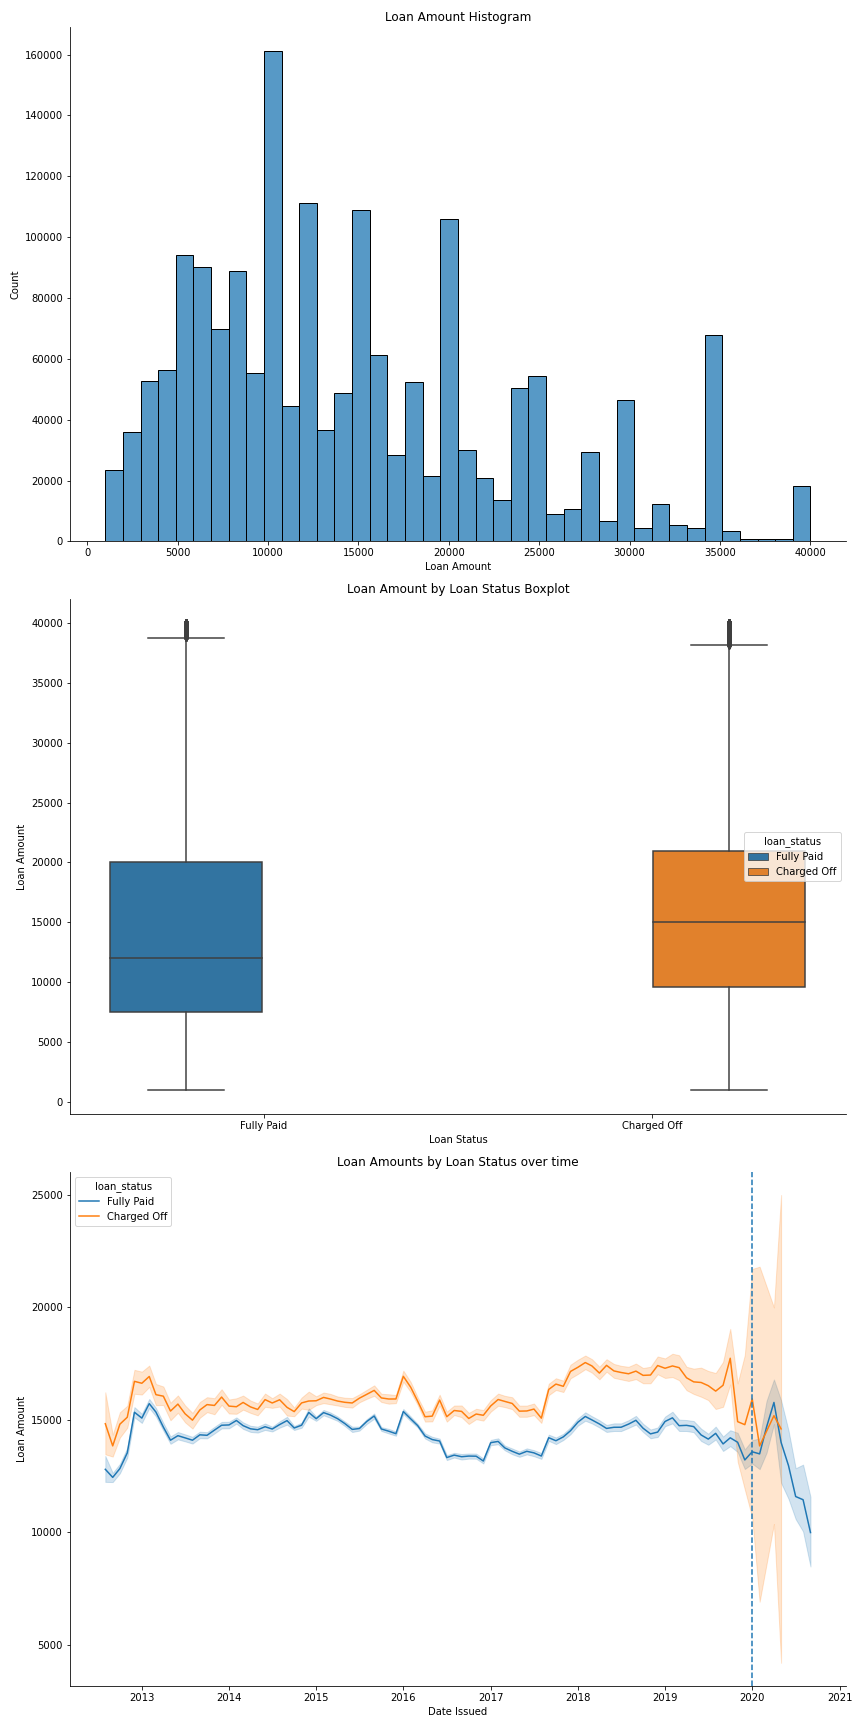 Loan Amount Histogram
160000
140000
120000
100000
80000
60000
40000
20000
0
Count
0 5000 10000 15000 20000 25000 30000 35000 40000
Loan Amount
Loan Amount by Loan Status Boxplot
40000
35000
30000
25000
20000
15000
10000
5000
0
Loan Amount
loan_status
Fully Paid
Charged Off
Fully Paid Charged Off
Loan Status
Loan Amounts by Loan Status over time
loan_status
Fully Paid
Charged Off
25000
20000
15000
10000
5000
Loan Amount
2013 2014 2015 2016 2017 2018 2019 2020 2021
Date Issued